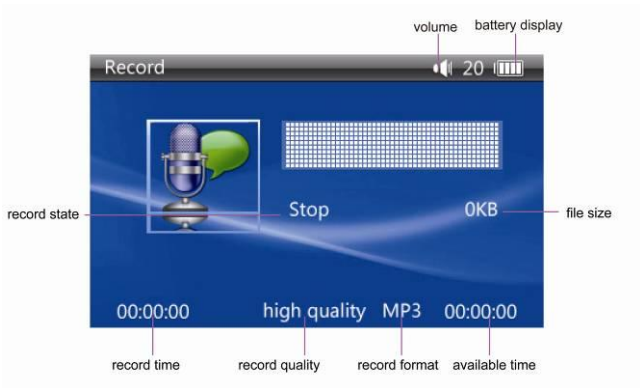 volume battery display
Record 20
record state Stop 0KB file size
00:00:00 high quality MP3 00:00:00
record time record quality record format available time